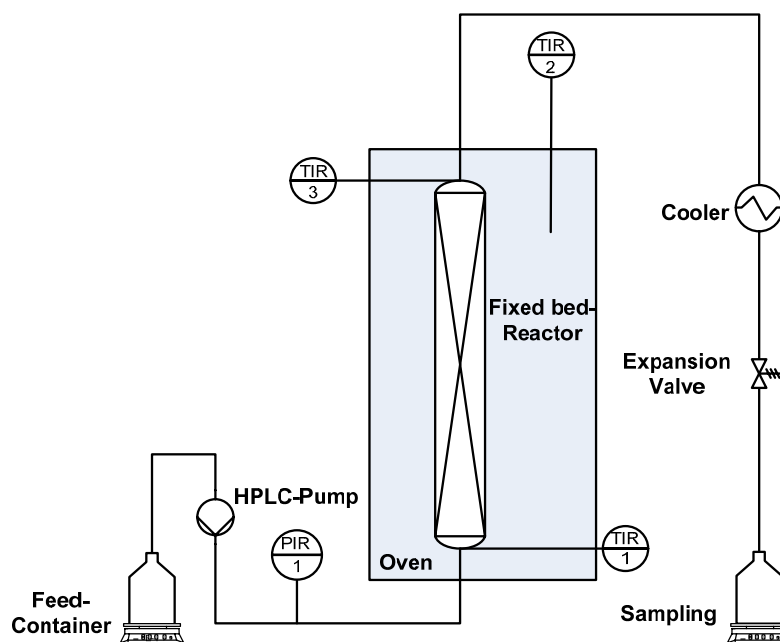 TIR
2
TIR
3
Cooler
Fixed bed-
Reactor
Expansion
Valve
HPLC-Pump
PIR
1
TIR
1
Oven
Feed-
Container
Sampling